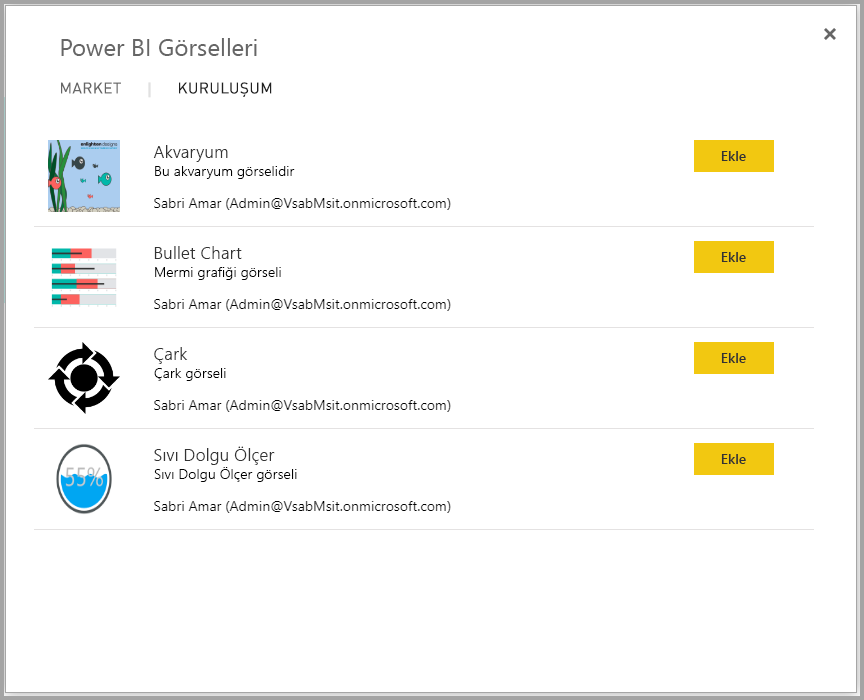 Power BI Görselleri
MARKET | KURULUŞUM
enlighten designs
Akvaryum
Bu akvaryum görselidir
Sabri Amar (Admin@VsabMsit.onmicrosoft.com)
Ekle
Bullet Chart
Mermi grafiği görseli
Sabri Amar (Admin@VsabMsit.onmicrosoft.com)
Ekle
Çark
Çark görseli
Sabri Amar (Admin@VsabMsit.onmicrosoft.com)
Ekle
55%
Sıvı Dolgu Ölçer
Sıvı Dolgu Ölçer görseli
Sabri Amar (Admin@VsabMsit.onmicrosoft.com)
Ekle